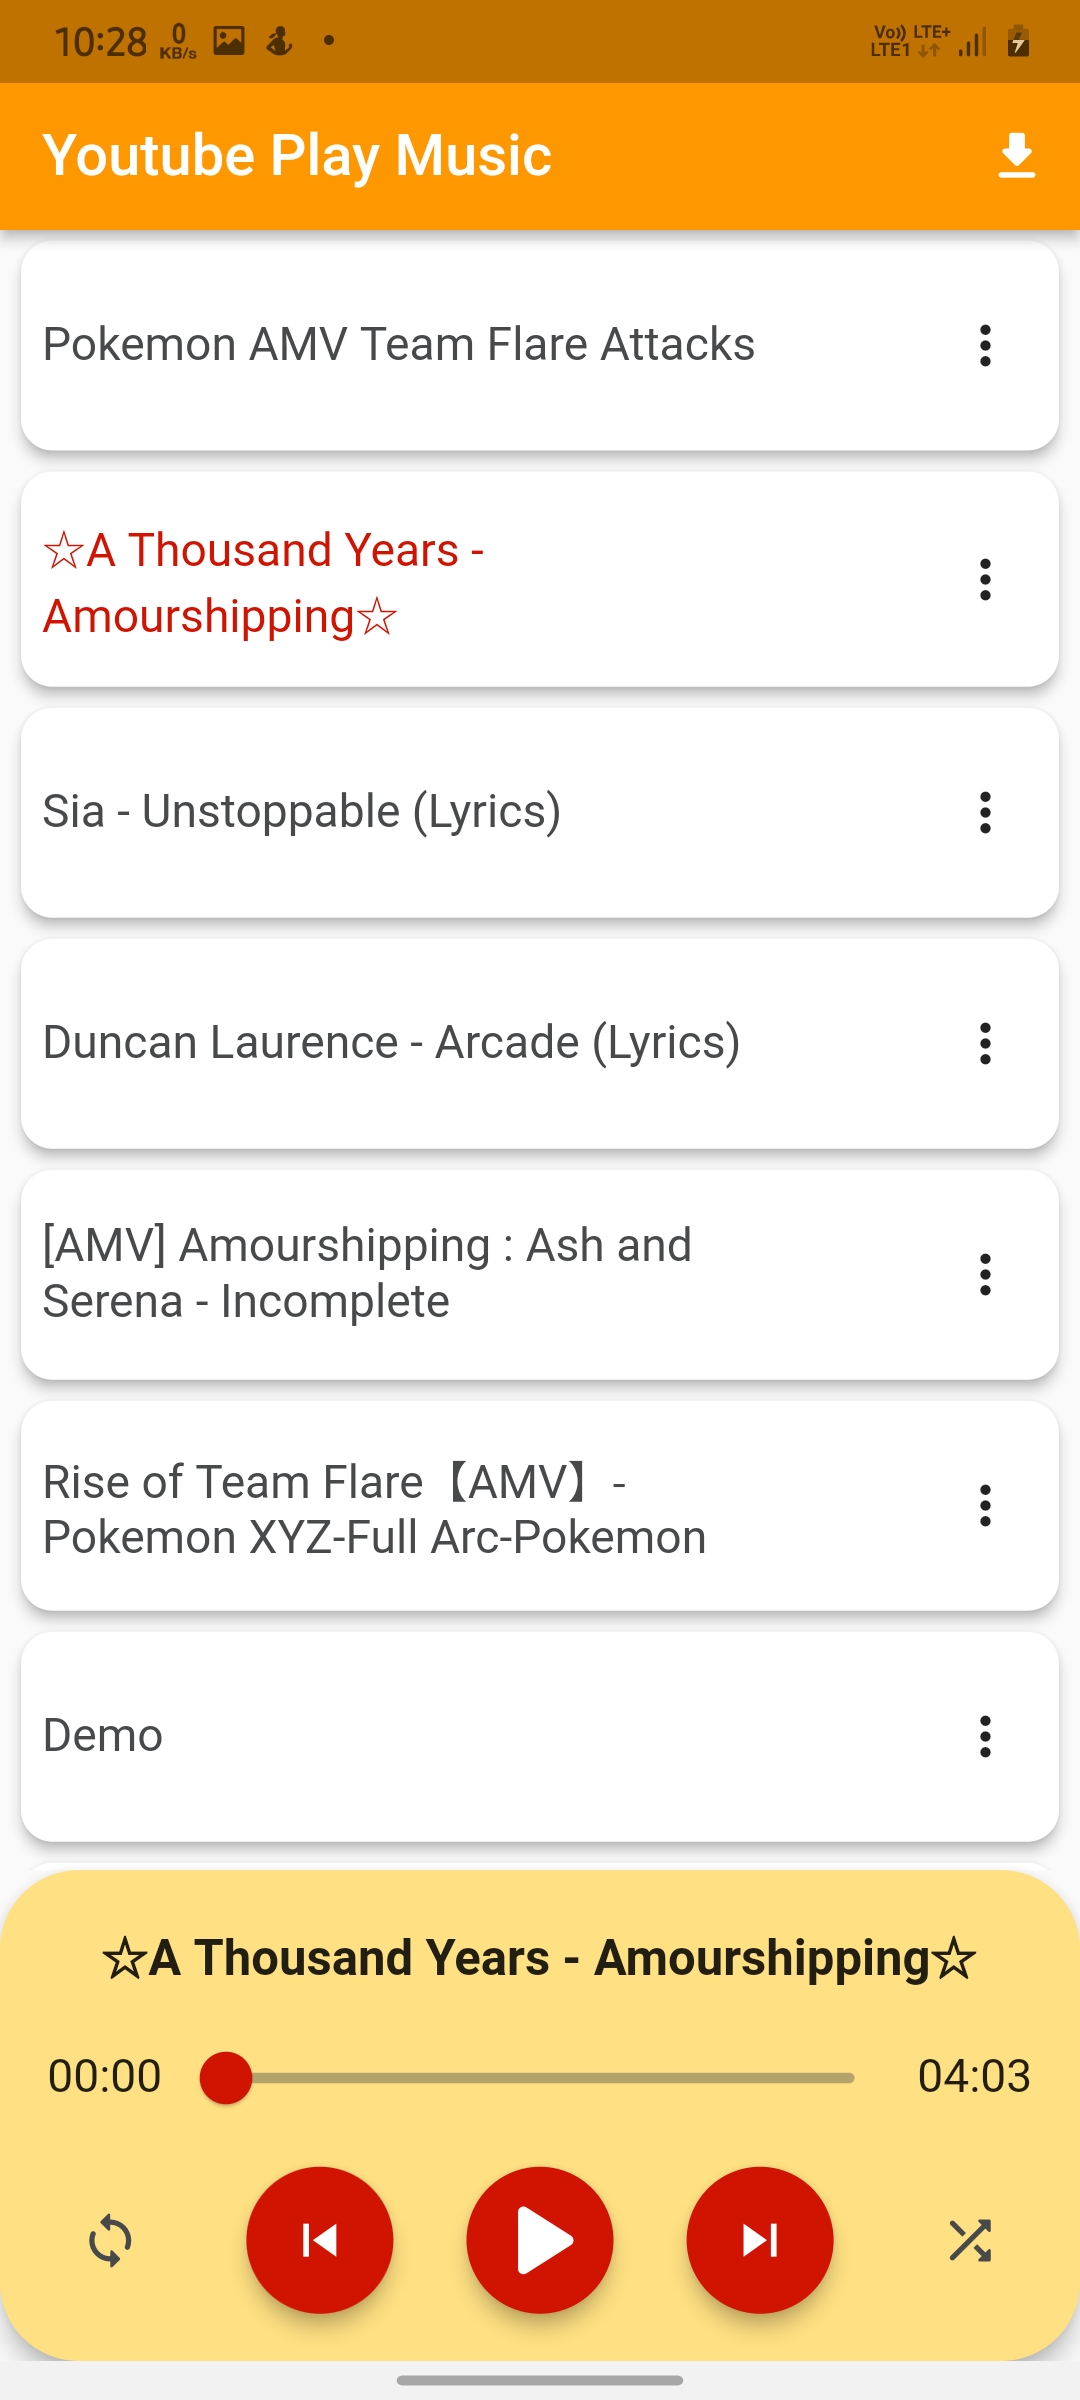 10:28 0 KB/s Vo)) LTE+ LTE1
Youtube Play Music
Pokemon AMV Team Flare Attacks
☆A Thousand Years -
Amourshipping☆
Sia - Unstoppable (Lyrics)
Duncan Laurence - Arcade (Lyrics)
[AMV] Amourshipping : Ash and
Serena - Incomplete
Rise of Team Flare【AMV】-
Pokemon XYZ-Full Arc-Pokemon
Demo
☆A Thousand Years - Amourshipping☆
00:00 04:03